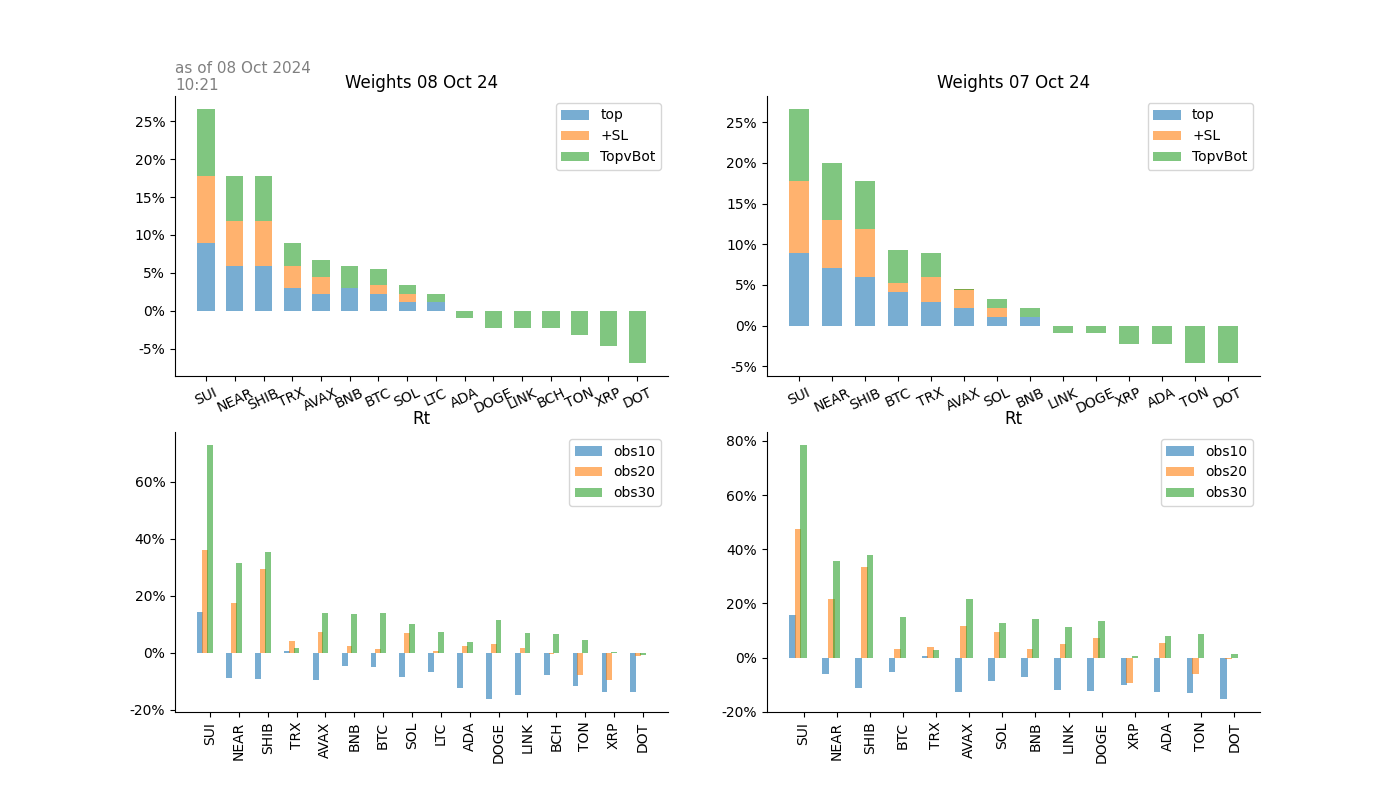 as of 08 Oct 2024
10:21
Weights 08 Oct 24
25%
20%
15%
10%
5%
0%
-5%
top
+SL
TopvBot
SUI NEAR SHIB TRX AVAX BNB BTC SOL LTC ADA DOGE LINK BCH TON XRP DOT
Weights 07 Oct 24
25%
20%
15%
10%
5%
0%
-5%
top
+SL
TopvBot
SUI NEAR SHIB BTC TRX AVAX SOL BNB LINK DOGE XRP ADA TON DOT
Rt
60%
40%
20%
0%
-20%
obs10
obs20
obs30
SUI NEAR SHIB TRX AVAX BNB BTC SOL LTC ADA DOGE LINK BCH TON XRP DOT
Rt
80%
60%
40%
20%
0%
-20%
obs10
obs20
obs30
SUI NEAR SHIB BTC TRX AVAX SOL BNB LINK DOGE XRP ADA TON DOT